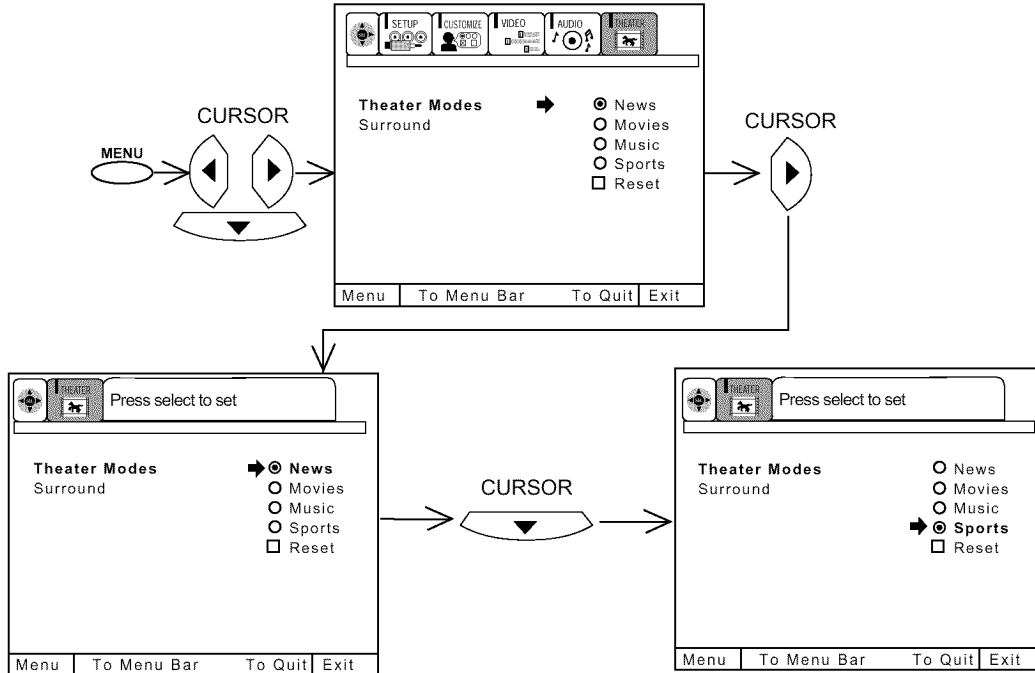 SETUP
CUSTOMIZE
VIDEO
AUDIO
THEATER
CURSOR
MENU
Theater Modes
Surround
News
Movies
Music
Sports
Reset
Menu To Menu Bar To Quit Exit
CURSOR
THEATER
Press select to set
Theater Modes
Surround
News
Movies
Music
Sports
Reset
Menu To Menu Bar To Quit Exit
CURSOR
THEATER
Press select to set
Theater Modes
Surround
News
Movies
Music
Sports
Reset
Menu To Menu Bar To Quit Exit